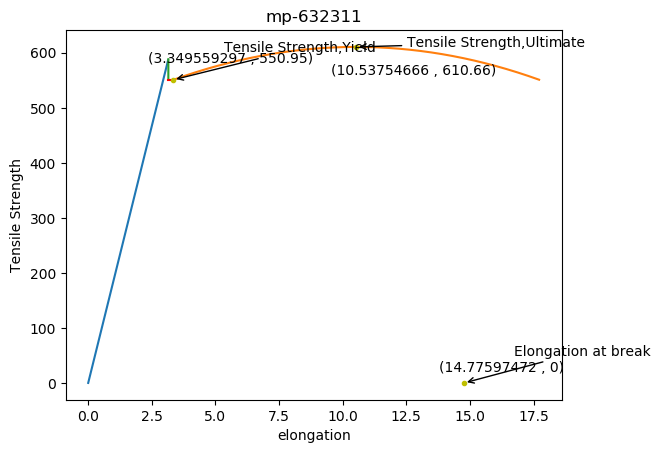 mp-632311
Tensile Strength,Ultimate
Tensile Strength,Yield
(3.349559297 , 550.95)
(10.53754666 , 610.66)
600
500
400
300
200
100
0
Tensile Strength
Elongation at break
(14.77597472 , 0)
0.0 2.5 5.0 7.5 10.0 12.5 15.0 17.5
elongation